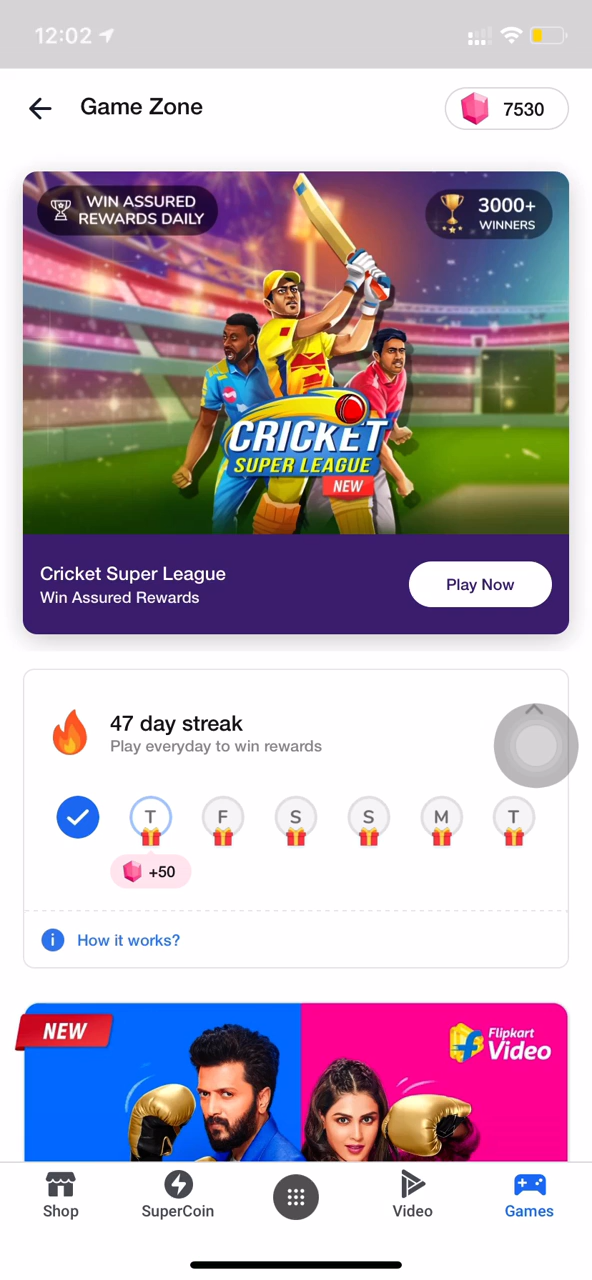 12:02
Game Zone
7530
WIN ASSURED
REWARDS DAILY
3000+
WINNERS
CRICKET
SUPER LEAGUE
NEW
Cricket Super League
Win Assured Rewards
Play Now
47 day streak
Play everyday to win rewards
T F S S M T
+50
How it works?
NEW
Flipkart
Video
Shop SuperCoin Video Games